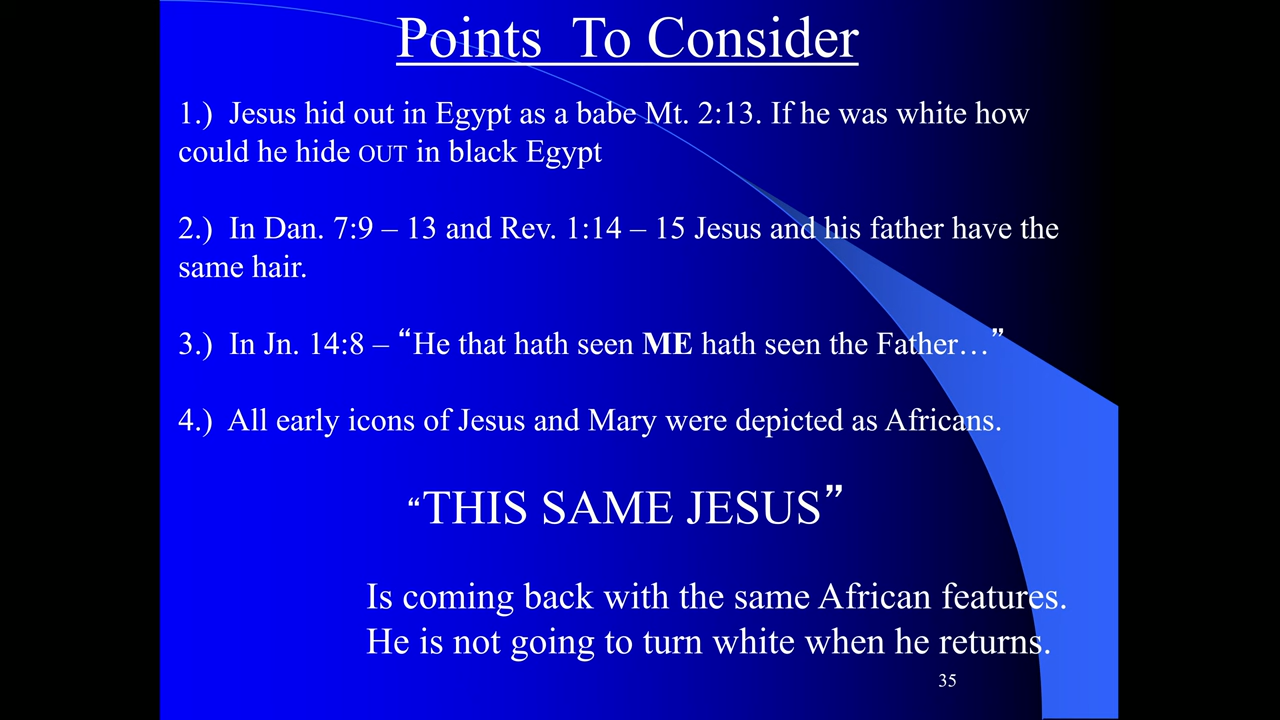 Points To Consider
1.) Jesus hid out in Egypt as a babe Mt. 2:13. If he was white how
could he hide OUT in black Egypt
2.) In Dan. 7:9 – 13 and Rev. 1:14 – 15 Jesus and his father have the
same hair.
3.) In Jn. 14:8 – “He that hath seen ME hath seen the Father…”
4.) All early icons of Jesus and Mary were depicted as Africans.
“THIS SAME JESUS”
Is coming back with the same African features.
He is not going to turn white when he returns.
35